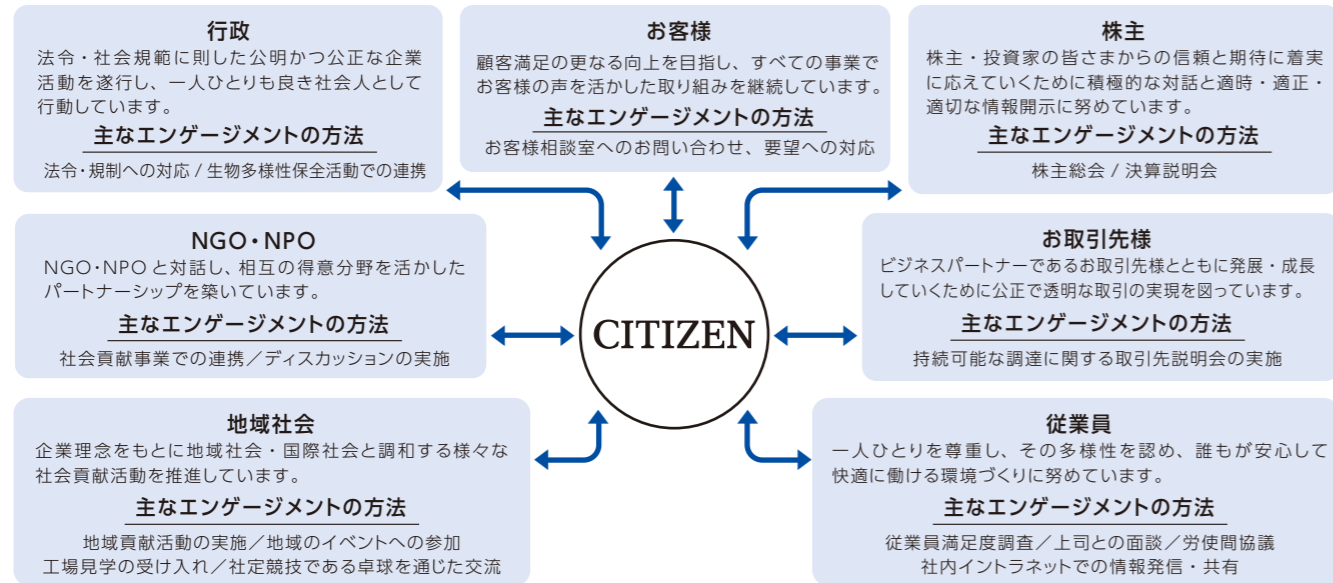 行政
法令・社会規範に則した公明かつ公正な企業
活動を遂行し、一人ひとりも良き社会人として
行動しています。
主なエンゲージメントの方法
法令・規制への対応 / 生物多様性保全活動での連携
お客様
顧客満足の更なる向上を目指し、すべての事業で
お客様の声を活かした取り組みを継続しています。
主なエンゲージメントの方法
お客様相談室へのお問い合わせ、要望への対応
株主
株主・投資家の皆さまからの信頼と期待に着実
に応えていくために積極的な対話と適時・適正・
適切な情報開示に努めています。
主なエンゲージメントの方法
株主総会 / 決算説明会
NGO・NPO
NGO・NPO と対話し、相互の得意分野を活かした
パートナーシップを築いています。
主なエンゲージメントの方法
社会貢献事業での連携／ディスカッションの実施
CITIZEN
お取引先様
ビジネスパートナーであるお取引先様とともに発展・成長
していくために公正で透明な取引の実現を図っています。
主なエンゲージメントの方法
持続可能な調達に関する取引先説明会の実施
地域社会
企業理念をもとに地域社会・国際社会と調和する様々な
社会貢献活動を推進しています。
主なエンゲージメントの方法
地域貢献活動の実施／地域のイベントへの参加
工場見学の受け入れ／社定競技である卓球を通じた交流
従業員
一人ひとりを尊重し、その多様性を認め、誰もが安心して
快適に働ける環境づくりに努めています。
主なエンゲージメントの方法
従業員満足度調査／上司との面談／労使間協議
社内イントラネットでの情報発信・共有